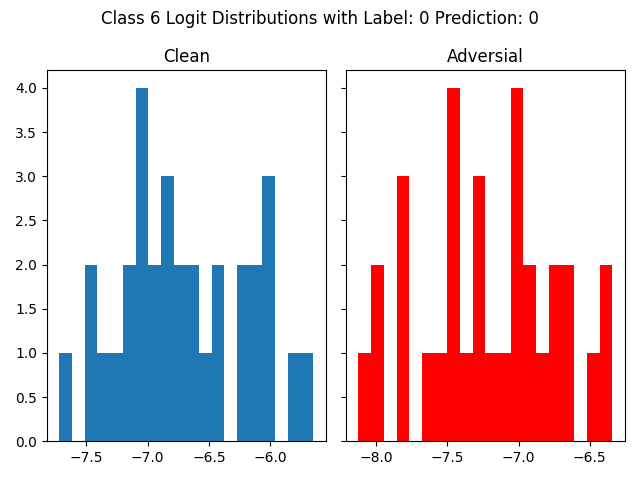 Class 6 Logit Distributions with Label: 0 Prediction: 0
Clean
Adversial
4.0
3.5
3.0
2.5
2.0
1.5
1.0
0.5
0.0
−7.5 −7.0 −6.5 −6.0
−8.0 −7.5 −7.0 −6.5